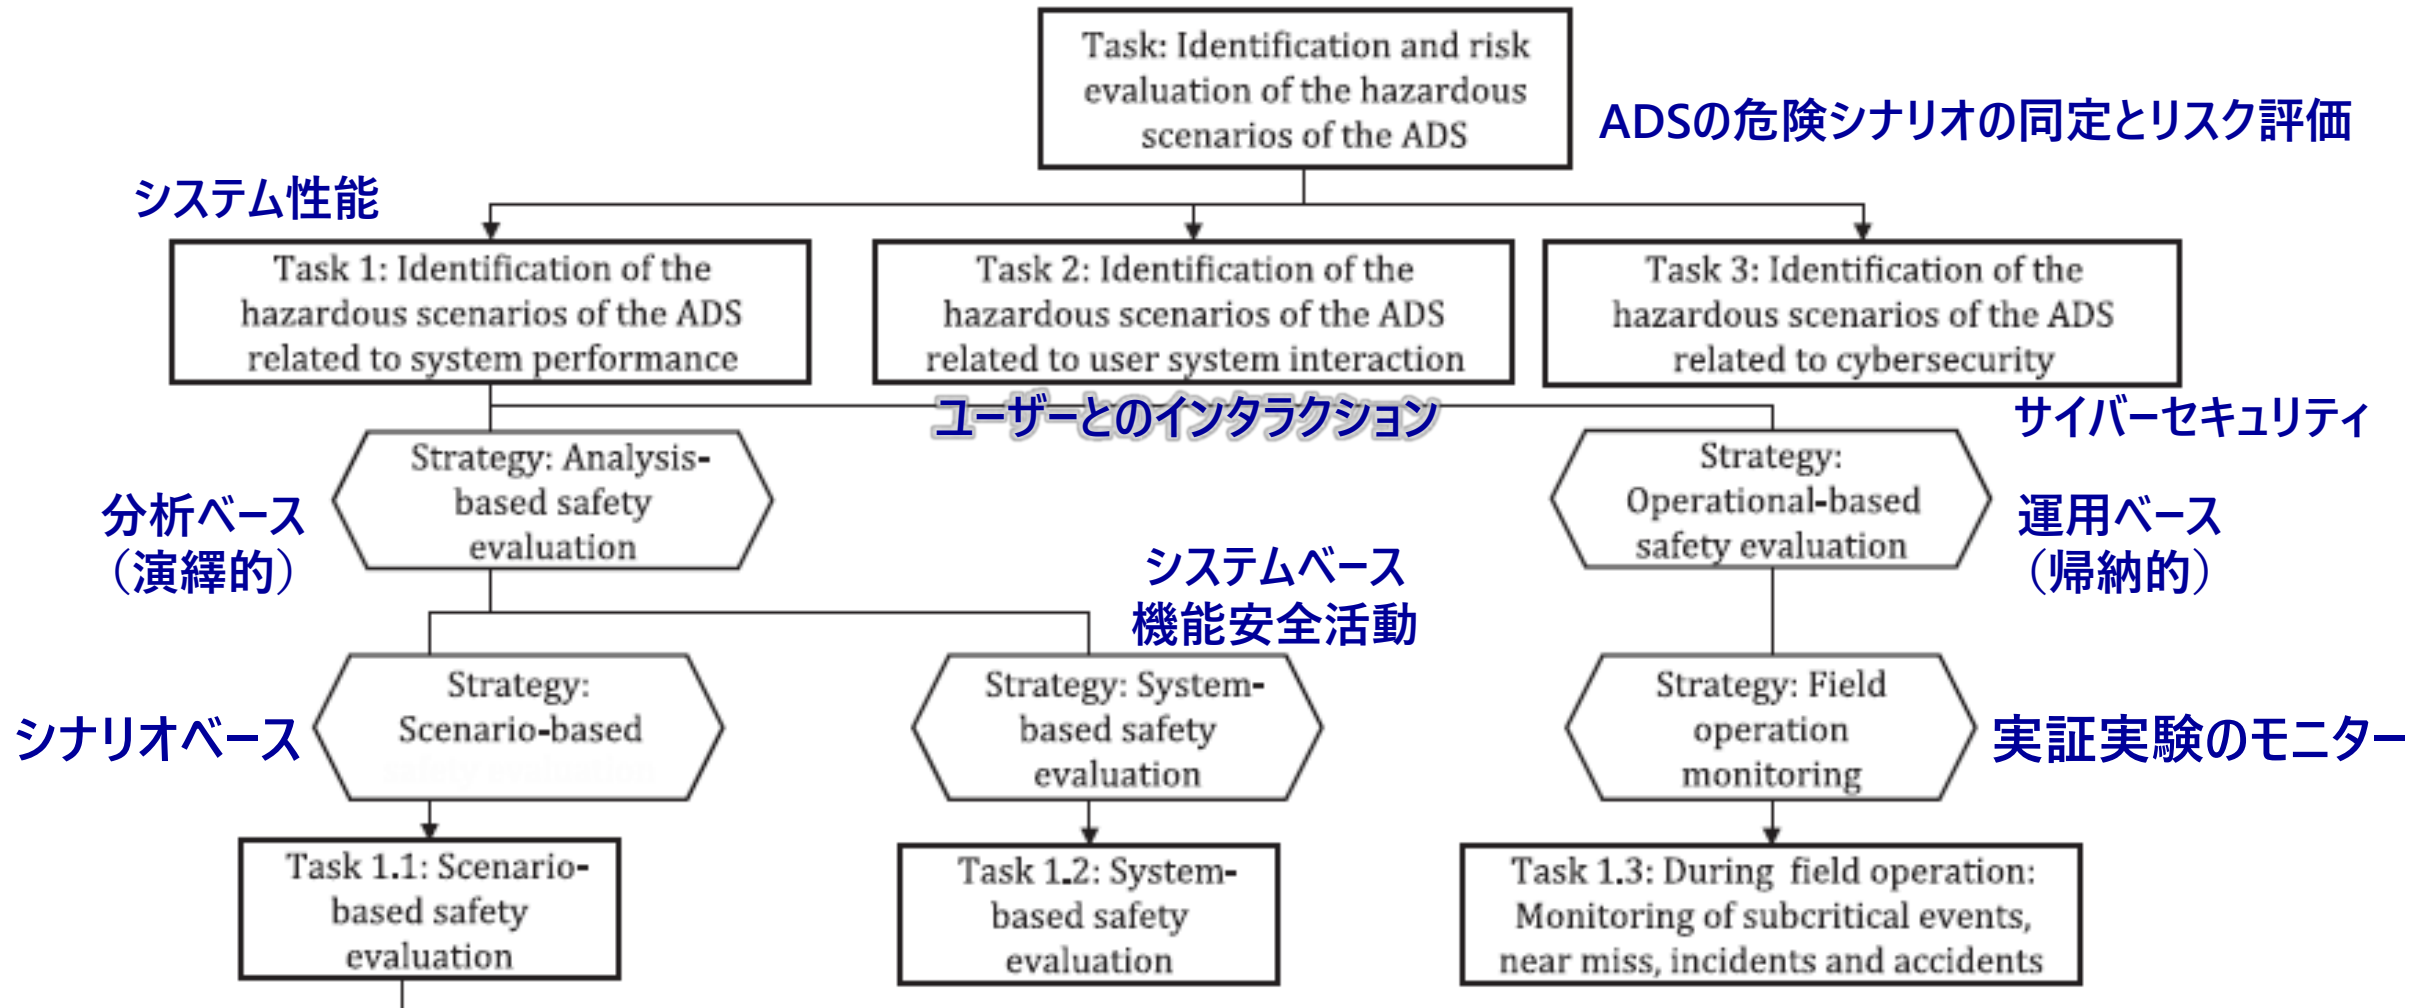 Task: Identification and risk
evaluation of the hazardous
scenarios of the ADS
ADSの危険シナリオの同定とリスク評価
システム性能
Task 1: Identification of the
hazardous scenarios of the ADS
related to system performance
Task 2: Identification of the
hazardous scenarios of the ADS
related to user system interaction
Task 3: Identification of the
hazardous scenarios of the ADS
related to cybersecurity
ユーザーとのインタラクション
サイバーセキュリティ
Strategy: Analysis-
based safety
evaluation
分析ベース
（演繹的）
Strategy:
Operational-based
safety evaluation
運用ベース
（帰納的）
システムベース
機能安全活動
シナリオベース
Strategy:
Scenario-based
safety evaluation
Strategy: System-
based safety
evaluation
Strategy: Field
operation
monitoring
実証実験のモニター
Task 1.1: Scenario-
based safety
evaluation
Task 1.2: System-
based safety
evaluation
Task 1.3: During field operation:
Monitoring of subcritical events,
near miss, incidents and accidents